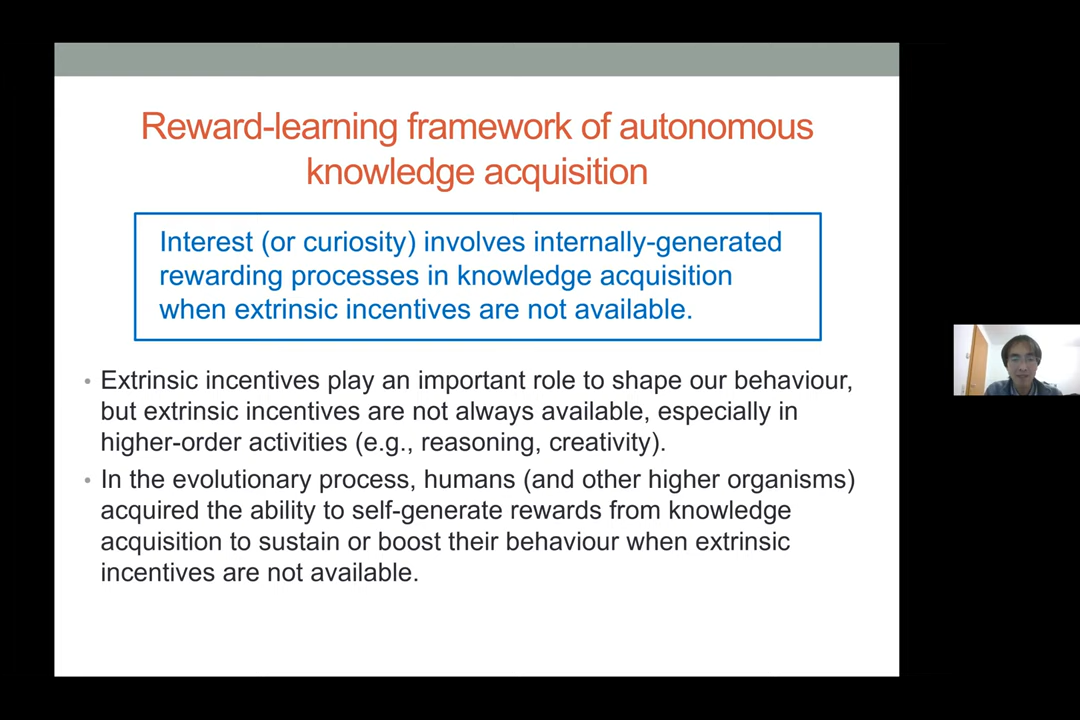 Reward-learning framework of autonomous
knowledge acquisition
Interest (or curiosity) involves internally-generated
rewarding processes in knowledge acquisition
when extrinsic incentives are not available.
• Extrinsic incentives play an important role to shape our behaviour,
but extrinsic incentives are not always available, especially in
higher-order activities (e.g., reasoning, creativity).
• In the evolutionary process, humans (and other higher organisms)
acquired the ability to self-generate rewards from knowledge
acquisition to sustain or boost their behaviour when extrinsic
incentives are not available.